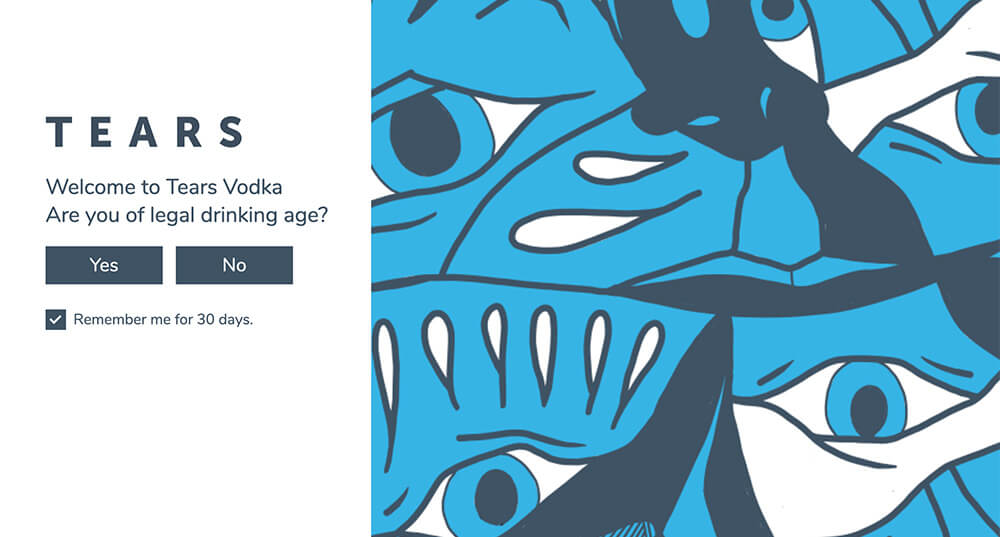 TEARS
Welcome to Tears Vodka
Are you of legal drinking age?
Yes
No
Remember me for 30 days.